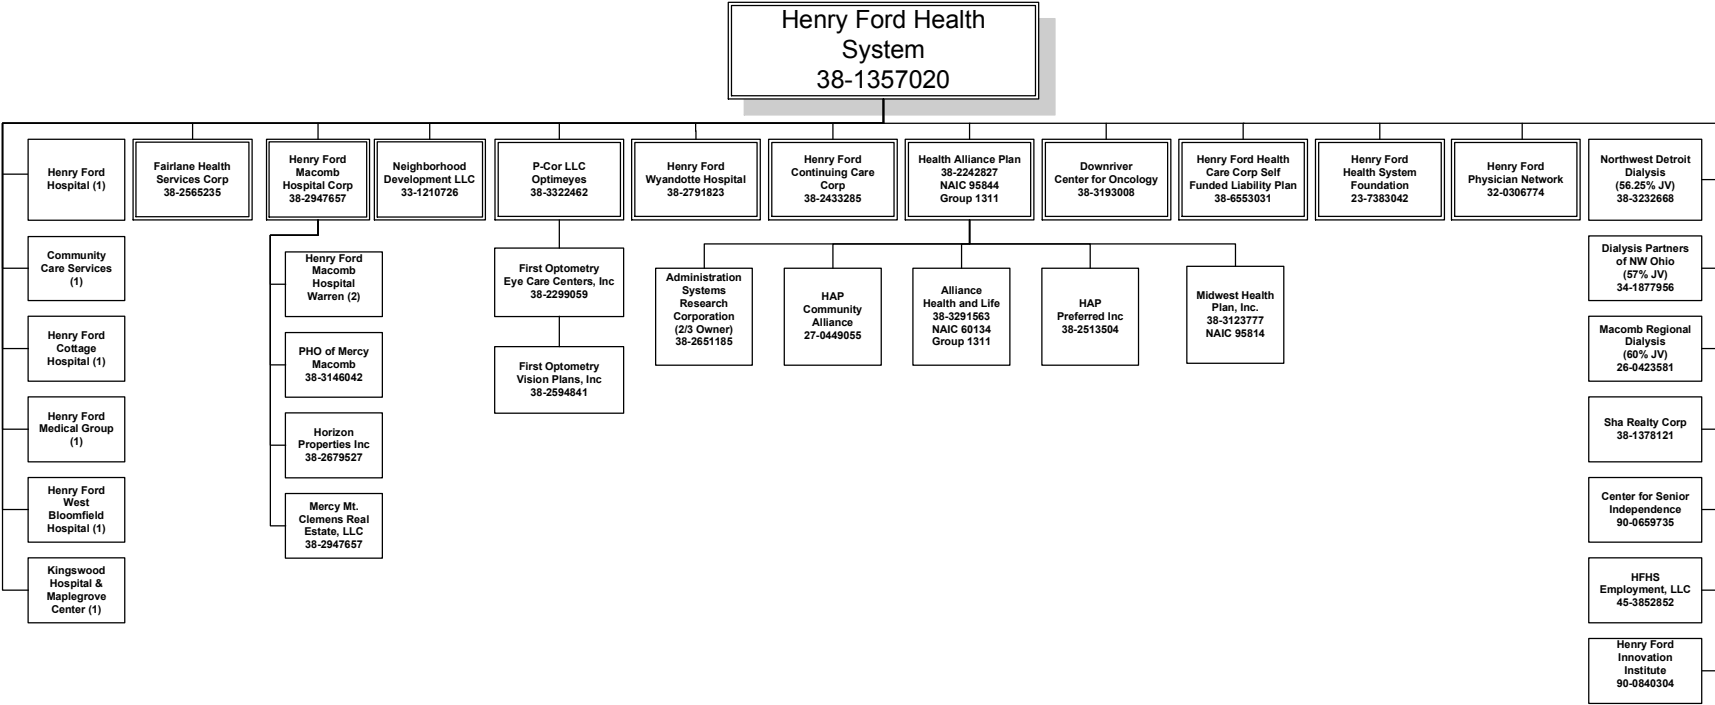 Henry Ford Health
System
38-1357020
Henry Ford
Hospital (1)
Fairlane Health
Services Corp
38-2565235
Henry Ford
Macomb
Hospital Corp
38-2947657
Neighborhood
Development LLC
33-1210726
P-Cor LLC
Optimeyes
38-3322462
Henry Ford
Wyandotte Hospital
38-2791823
Henry Ford
Continuing Care
Corp
38-2433285
Health Alliance Plan
38-2242827
NAIC 95844
Group 1311
Downriver
Center for Oncology
38-3193008
Henry Ford Health
Care Corp Self
Funded Liability Plan
38-6553031
Henry Ford
Health System
Foundation
23-7383042
Henry Ford
Physician Network
32-0306774
Northwest Detroit
Dialysis
(56.25% JV)
38-3232668
Community
Care Services
(1)
Henry Ford
Cottage
Hospital (1)
Henry Ford
Medical Group
(1)
Henry Ford
West
Bloomfield
Hospital (1)
Kingswood
Hospital &
Maplegrove
Center (1)
Henry Ford
Macomb
Hospital
Warren (2)
PHO of Mercy
Macomb
38-3146042
Horizon
Properties Inc
38-2679527
Mercy Mt.
Clemens Real
Estate, LLC
38-2947657
First Optometry
Eye Care Centers, Inc
38-2299059
First Optometry
Vision Plans, Inc
38-2594841
Administration
Systems
Research
Corporation
(2/3 Owner)
38-2651185
HAP
Community
Alliance
27-0449055
Alliance
Health and Life
38-3291563
NAIC 60134
Group 1311
HAP
Preferred Inc
38-2513504
Midwest Health
Plan, Inc.
38-3123777
NAIC 95814
Dialysis Partners
of NW Ohio
(57% JV)
34-1877956
Macomb Regional
Dialysis
(60% JV)
26-0423581
Sha Realty Corp
38-1378121
Center for Senior
Independence
90-0659735
HFHS
Employment, LLC
45-3852852
Henry Ford
Innovation
Institute
90-0840304